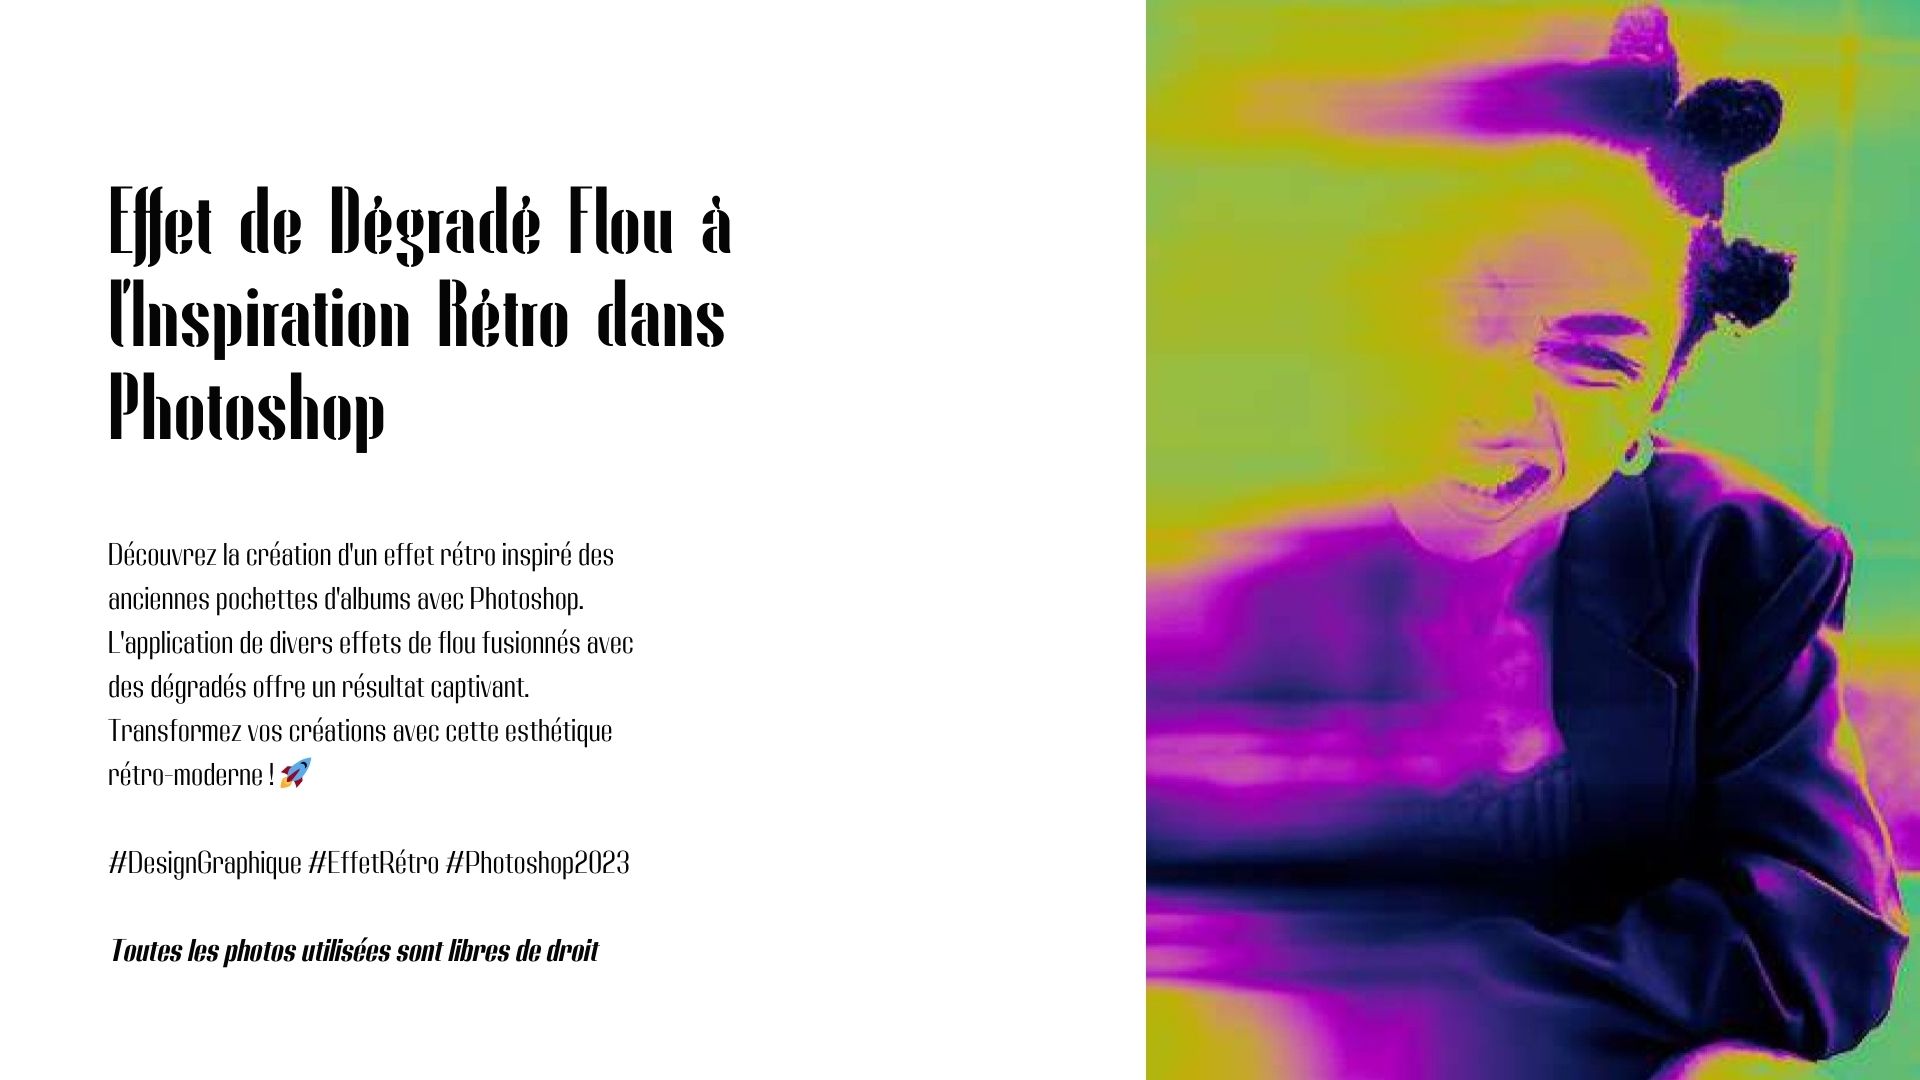 Effet de Dégradé Flou à
l'Inspiration Rétro dans
Photoshop
Découvrez la création d'un effet rétro inspiré des
anciennes pochettes d'albums avec Photoshop.
L'application de divers effets de flou fusionnés avec
des dégradés offre un résultat captivant.
Transformez vos créations avec cette esthétique
rétro-moderne ! 🚀
#DesignGraphique #EffetRétro #Photoshop2023
Toutes les photos utilisées sont libres de droit